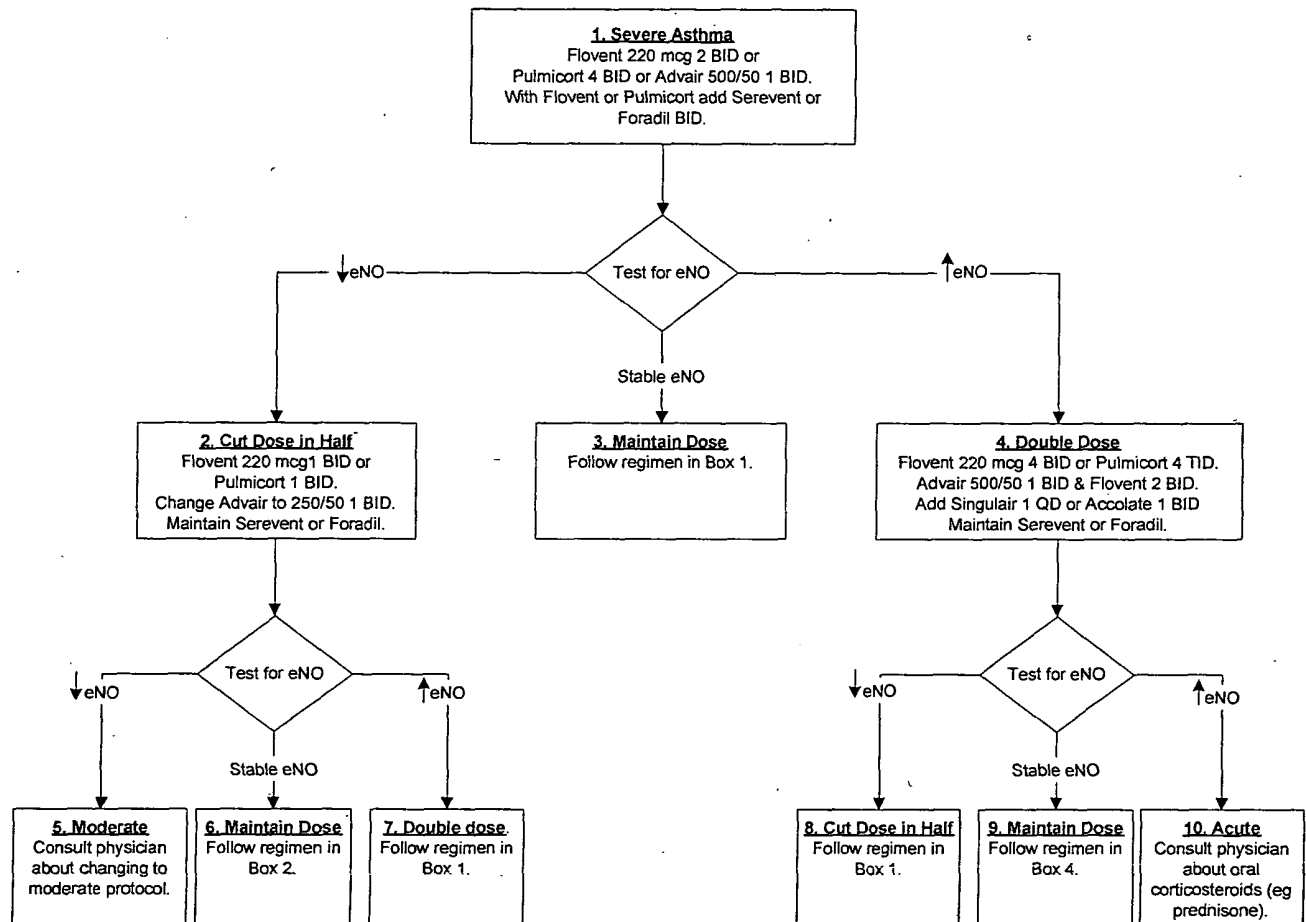 1. Severe Asthma
Flovent 220 mcg 2 BID or
Pulmicort 4 BID or Advair 500/50 1 BID.
With Flovent or Pulmicort add Serevent or
Foradil BID.
↓eNO
Test for eNO
↑eNO
Stable eNO
2. Cut Dose in Half
Flovent 220 mcg1 BID or
Pulmicort 1 BID.
Change Advair to 250/50 1 BID.
Maintain Serevent or Foradil.
3. Maintain Dose
Follow regimen in Box 1.
4. Double Dose
Flovent 220 mcg 4 BID or Pulmicort 4 TID.
Advair 500/50 1 BID & Flovent 2 BID.
Add Singulair 1 QD or Accolate 1 BID
Maintain Serevent or Foradil.
↓eNO
Test for eNO
↑eNO
Stable eNO
↓eNO
Test for eNO
↑eNO
Stable eNO
5. Moderate
Consult physician
about changing to
moderate protocol.
6. Maintain Dose
Follow regimen in
Box 2.
7. Double dose.
Follow regimen in
Box 1.
8. Cut Dose in Half
Follow regimen in
Box 1.
9. Maintain Dose
Follow regimen in
Box 4.
10. Acute
Consult physician
about oral
corticosteroids (eg
prednisone).